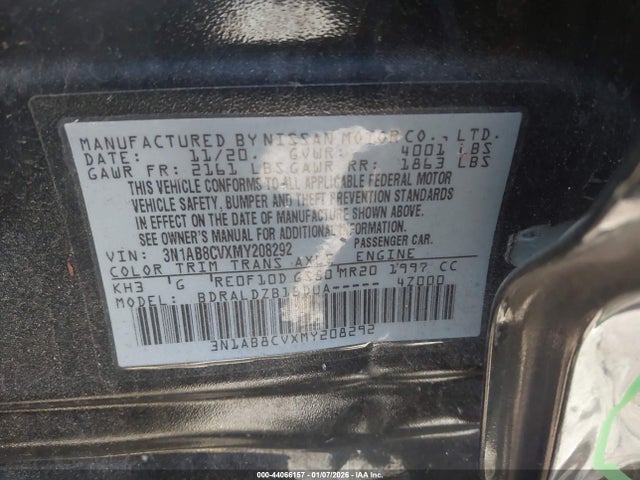 MANUFACTURED BY NISSAN MOTOR CO., LTD.
DATE: 11/20 GVWR: 4001 LBS
GAWR FR: 2161 LBS GAWR RR: 1863 LBS
THIS VEHICLE CONFORMS TO ALL APPLICABLE FEDERAL MOTOR
VEHICLE SAFETY, BUMPER AND THEFT PREVENTION STANDARDS
IN EFFECT ON THE DATE OF MANUFACTURE SHOWN ABOVE.
SEE OWNER'S MANUAL FOR ADDITIONAL INFORMATION.
VIN: 3N1AB8CVXMY208292 PASSENGER CAR.
COLOR TRIM TRANS AXLE ENGINE
KH3 G RE0F10D MR20 1997 CC
MODEL: 47000
3N1AB8CVXMY208292
000-44066157 - 01/07/2026 - IAA Inc.